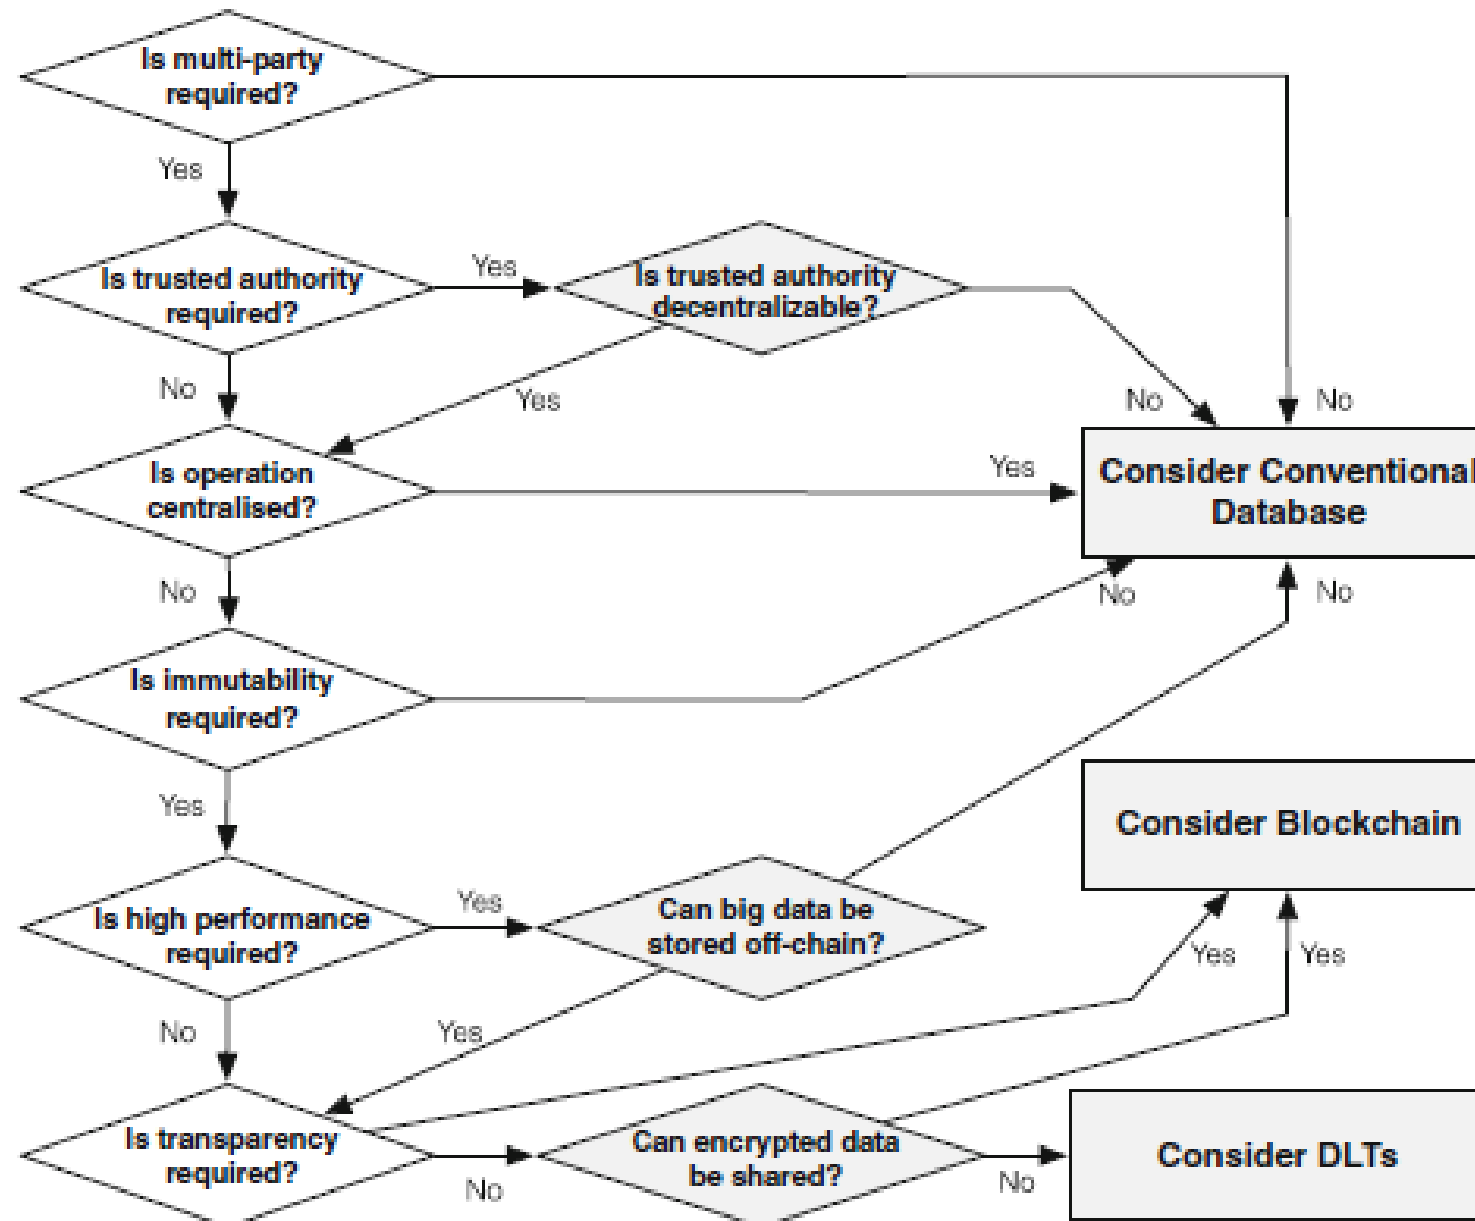 Is multi-party
required?
Yes
Is trusted authority
required?
Yes
Is trusted authority
decentralizable?
No
Yes
No
No
Is operation
centralised?
Yes
Consider Conventional
Database
No
No
No
Is immutability
required?
Yes
Consider Blockchain
Is high performance
required?
Yes
Can big data be
stored off-chain?
Yes
Yes
No
Yes
Is transparency
required?
No
Can encrypted data
be shared?
No
Consider DLTs